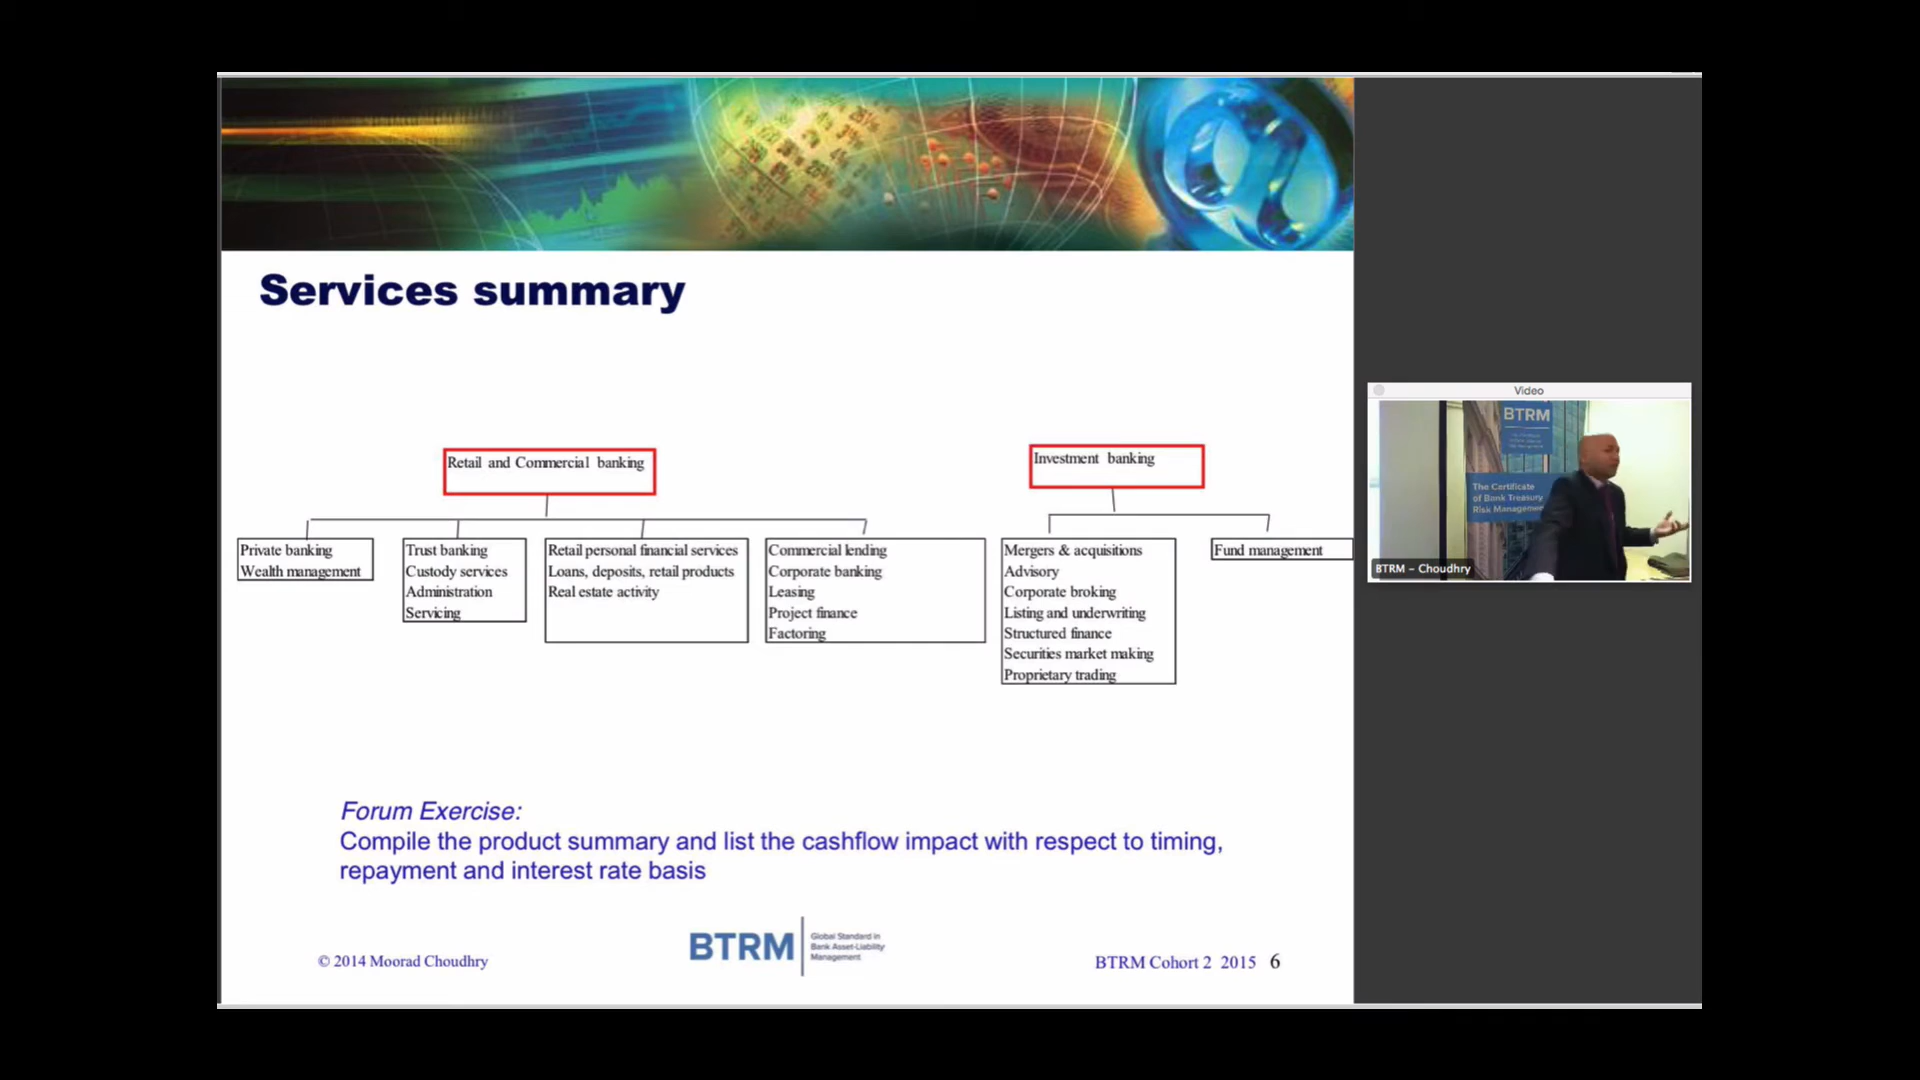 Services summary
Retail and Commercial banking
Investment banking
Private banking
Wealth management
Trust banking
Custody services
Administration
Servicing
Retail personal financial services
Loans, deposits, retail products
Real estate activity
Commercial lending
Corporate banking
Leasing
Project finance
Factoring
Mergers & acquisitions
Advisory
Corporate broking
Listing and underwriting
Structured finance
Securities market making
Proprietary trading
Fund management
Forum Exercise:
Compile the product summary and list the cashflow impact with respect to timing,
repayment and interest rate basis
© 2014 Moorad Choudhry
BTRM
Global Standard in
Bank Asset-Liability
Management
BTRM Cohort 2 2015 6
Video
BTRM
The Certificate
of Bank Treasury
Risk Management
BTRM – Choudhry